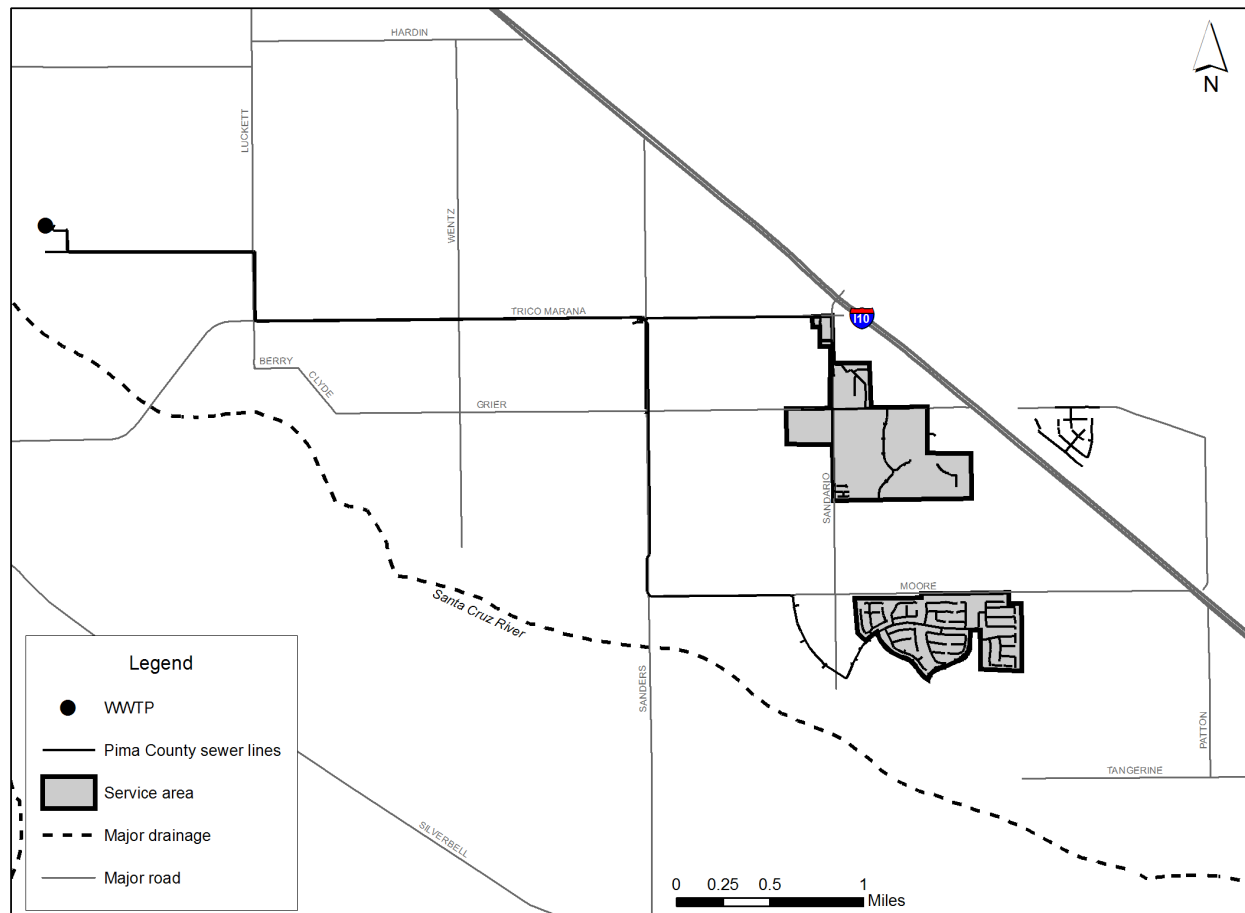 HARDIN
N
LUCKETT
WENTZ
TRICO MARANA
I10
BERRY
CLYDE
GRIER
SANDARIO
MOORE
Santa Cruz River
SANDERS
PATTON
TANGERINE
SILVERBELL
Legend
WWTP
Pima County sewer lines
Service area
Major drainage
Major road
0 0.25 0.5 1
Miles